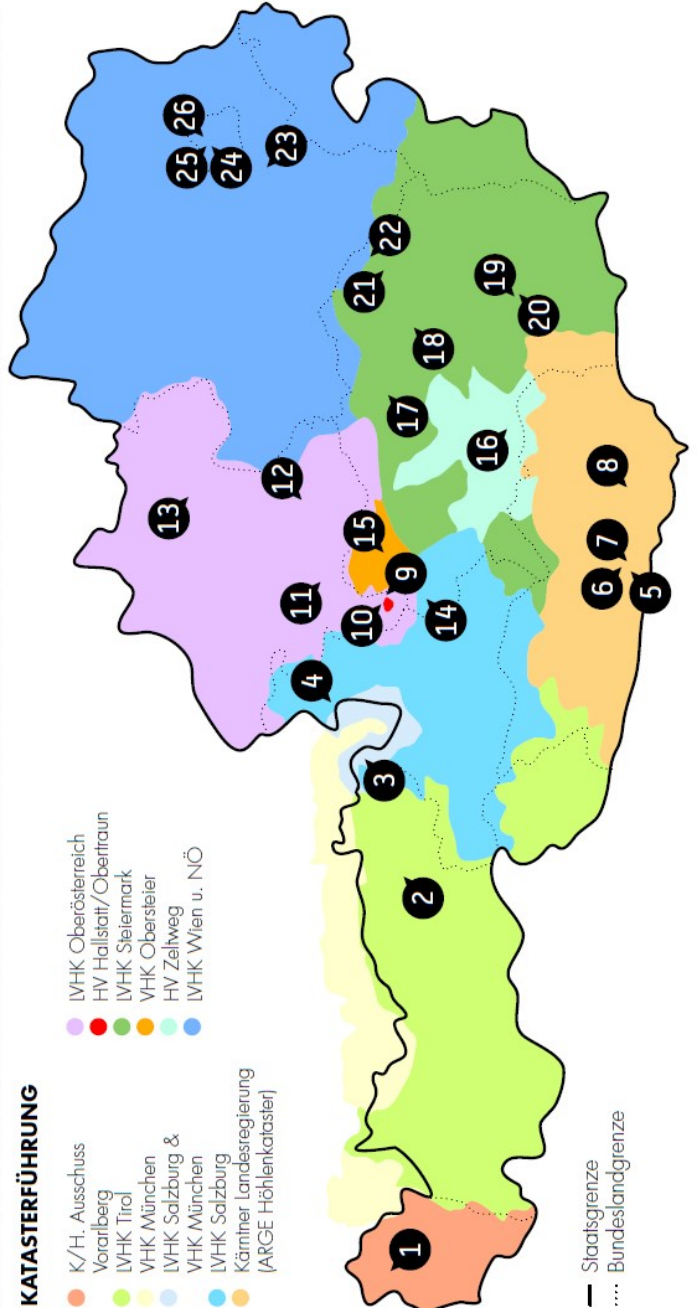 KATASTERFÜHRUNG
K/H. Ausschuss
Vorarlberg
LVHK Tirol
VHK München
LVHK Salzburg &
VHK München
LVHK Salzburg
Kärntner Landesregierung
(ARGE Höhlenkataster)
LVHK Oberösterreich
HV Hallstatt/Obertraun
LVHK Steiermark
VHK Obersteier
HV Zeltweg
LVHK Wien u. NÖ
Staatsgrenze
Bundeslandgrenze
1
2
3
4
5
6
7
8
9
10
11
12
13
14
15
16
17
18
19
20
21
22
23
24
25
26